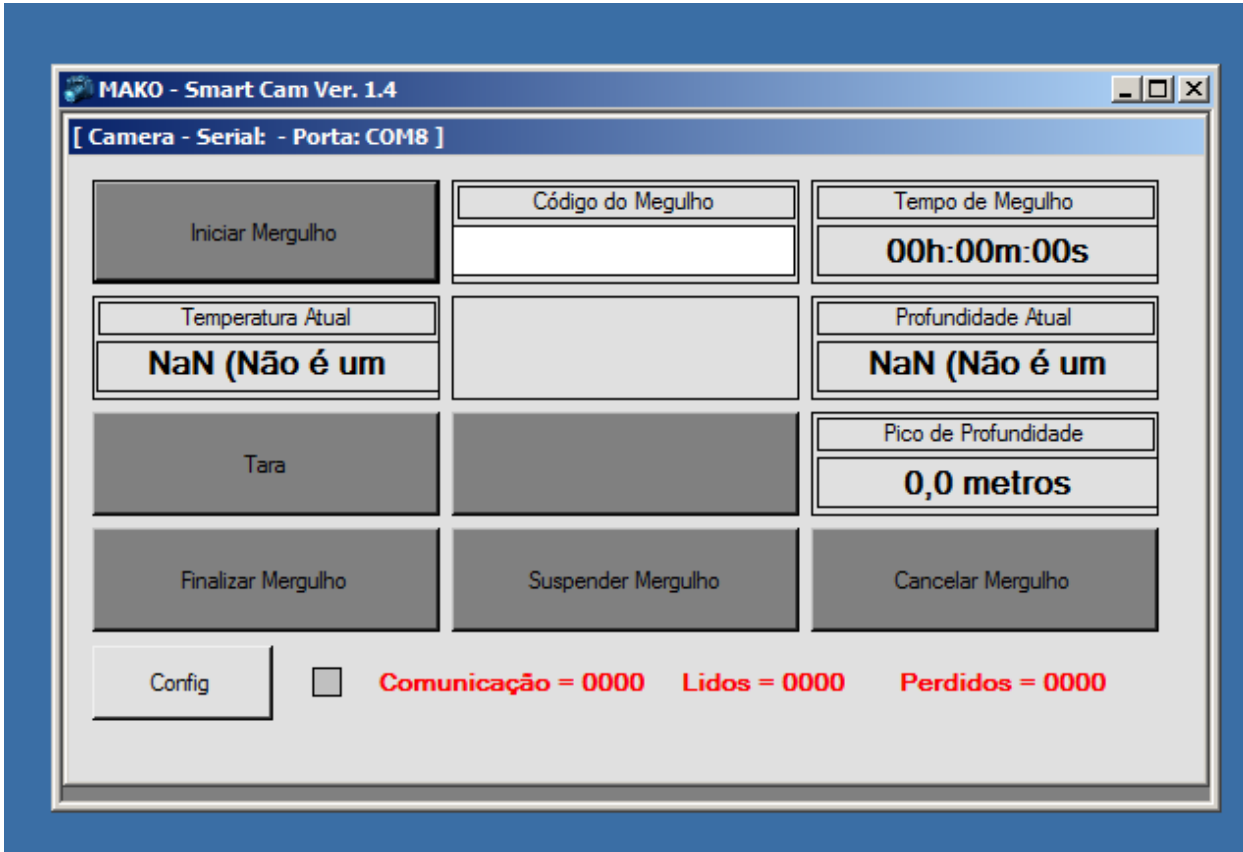 MAKO - Smart Cam Ver. 1.4
[ Camera - Serial:  - Porta: COM8 ]
Iniciar Mergulho
Código do Megulho
Tempo de Megulho
00h:00m:00s
Temperatura Atual
NaN (Não é um
Profundidade Atual
NaN (Não é um
Tara
Pico de Profundidade
0,0 metros
Finalizar Mergulho
Suspender Mergulho
Cancelar Mergulho
Config
Comunicação = 0000 Lidos = 0000 Perdidos = 0000